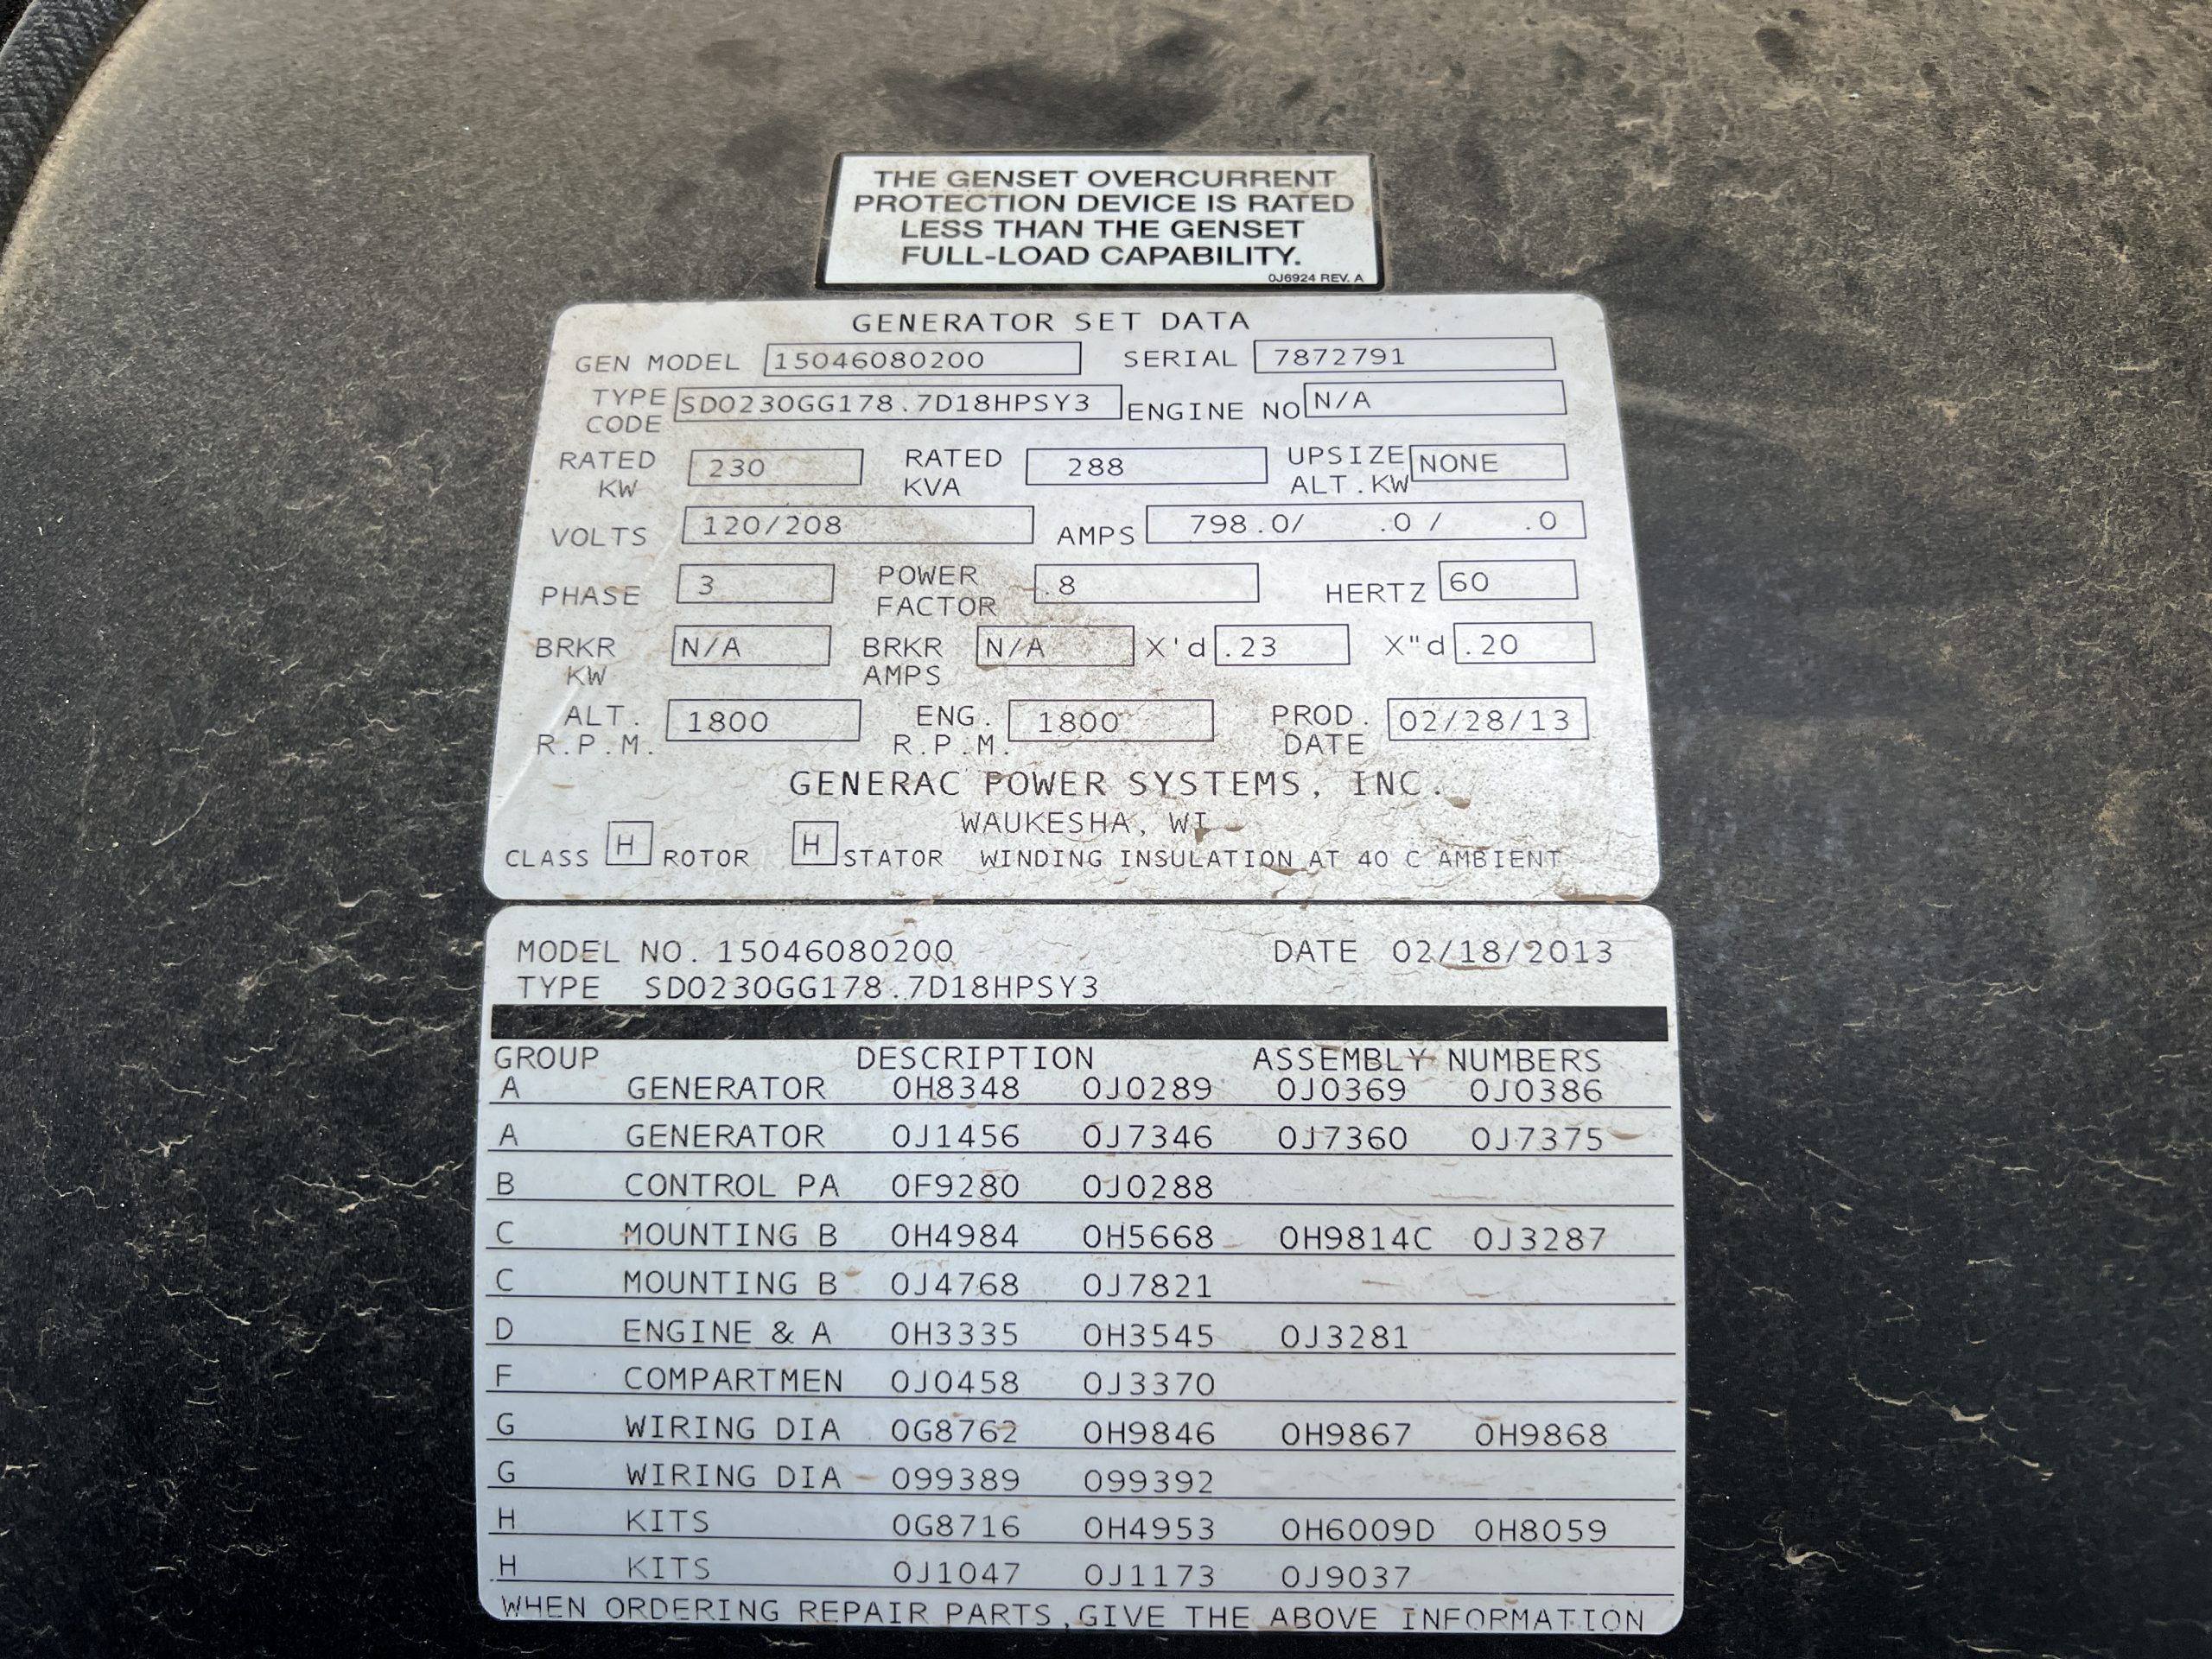 THE GENSET OVERCURRENT
PROTECTION DEVICE IS RATED
LESS THAN THE GENSET
FULL-LOAD CAPABILITY.
0J6924 REV. A
GENERATOR SET DATA
GEN MODEL 15046080200 SERIAL 7872791
TYPE CODE SD0230GG178.7D18HPSY3 ENGINE NO N/A
RATED KW 230 RATED KVA 288 UPSIZE ALT.KW NONE
VOLTS 120/208 AMPS 798.0/ .0 / .0
PHASE 3 POWER FACTOR .8 HERTZ 60
BRKR KW N/A BRKR AMPS N/A X'd .23 X"d .20
ALT. R.P.M. 1800 ENG. R.P.M. 1800 PROD. DATE 02/28/13
GENERAC POWER SYSTEMS, INC.
WAUKESHA, WI
CLASS H ROTOR H STATOR WINDING INSULATION AT 40 C AMBIENT
MODEL NO. 15046080200 DATE 02/18/2013
TYPE SD0230GG178.7D18HPSY3
GROUP DESCRIPTION ASSEMBLY NUMBERS
A GENERATOR 0H8348 0J0289 0J0369 0J0386
A GENERATOR 0J1456 0J7346 0J7360 0J7375
B CONTROL PA 0F9280 0J0288
C MOUNTING B 0H4984 0H5668 0H9814C 0J3287
C MOUNTING B 0J4768 0J7821
D ENGINE & A 0H3335 0H3545 0J3281
F COMPARTMEN 0J0458 0J3370
G WIRING DIA 0G8762 0H9846 0H9867 0H9868
G WIRING DIA 099389 099392
H KITS 0G8716 0H4953 0H6009D 0H8059
H KITS 0J1047 0J1173 0J9037
WHEN ORDERING REPAIR PARTS,GIVE THE ABOVE INFORMATION